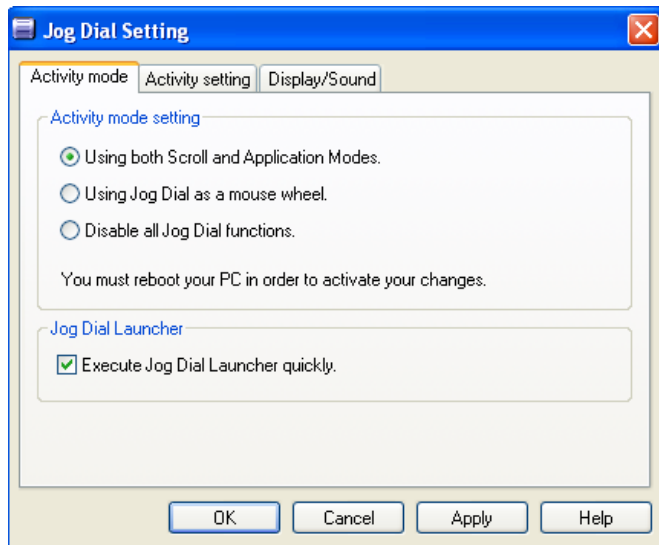 Jog Dial Setting
Activity mode Activity setting Display/Sound
Activity mode setting
Using both Scroll and Application Modes.
Using Jog Dial as a mouse wheel.
Disable all Jog Dial functions.
You must reboot your PC in order to activate your changes.
Jog Dial Launcher
Execute Jog Dial Launcher quickly.
OK Cancel Apply Help